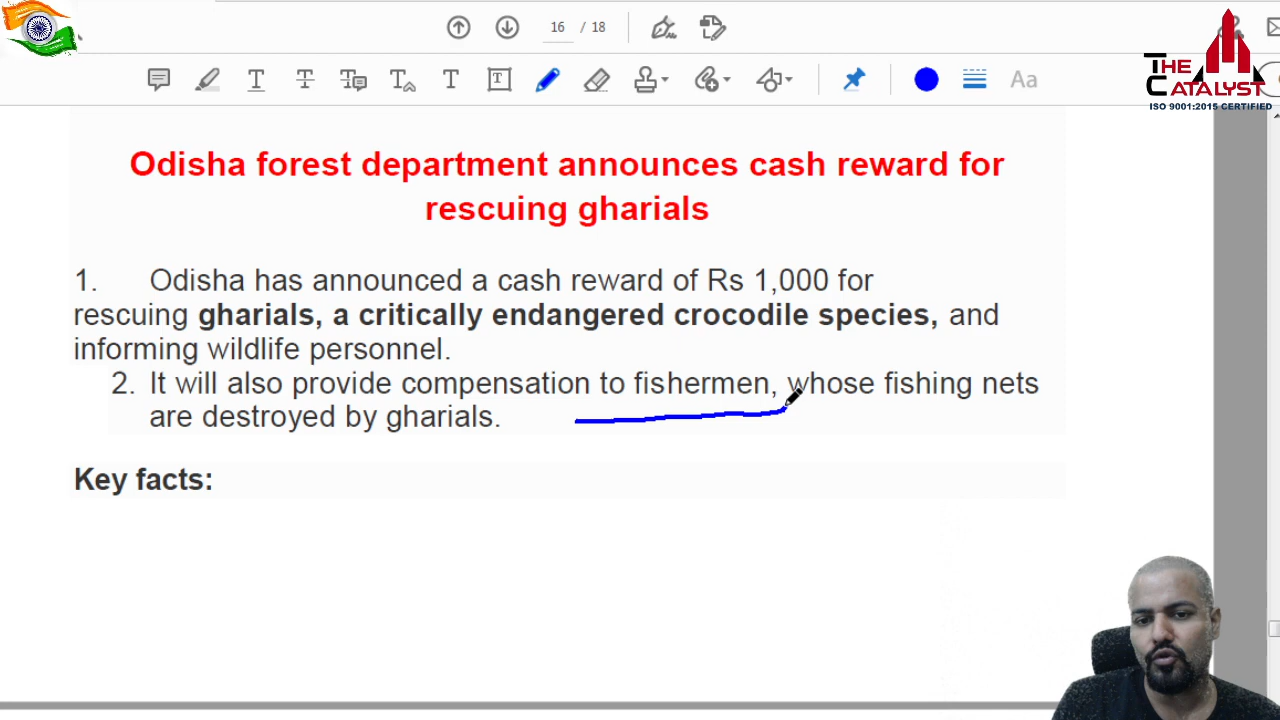 16 / 18
THE
CATALYST
ISO 9001:2015 CERTIFIED
T T T T T T Aa
Odisha forest department announces cash reward for
rescuing gharials
1. Odisha has announced a cash reward of Rs 1,000 for
rescuing gharials, a critically endangered crocodile species, and
informing wildlife personnel.
2. It will also provide compensation to fishermen, whose fishing nets
are destroyed by gharials.
Key facts: